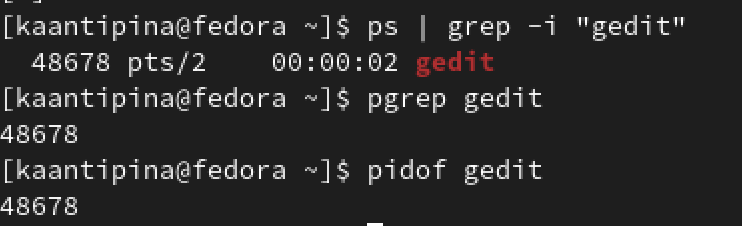 [kaantipina@fedora ~]$ ps | grep -i "gedit"
  48678 pts/2    00:00:02 gedit
[kaantipina@fedora ~]$ pgrep gedit
48678
[kaantipina@fedora ~]$ pidof gedit
48678